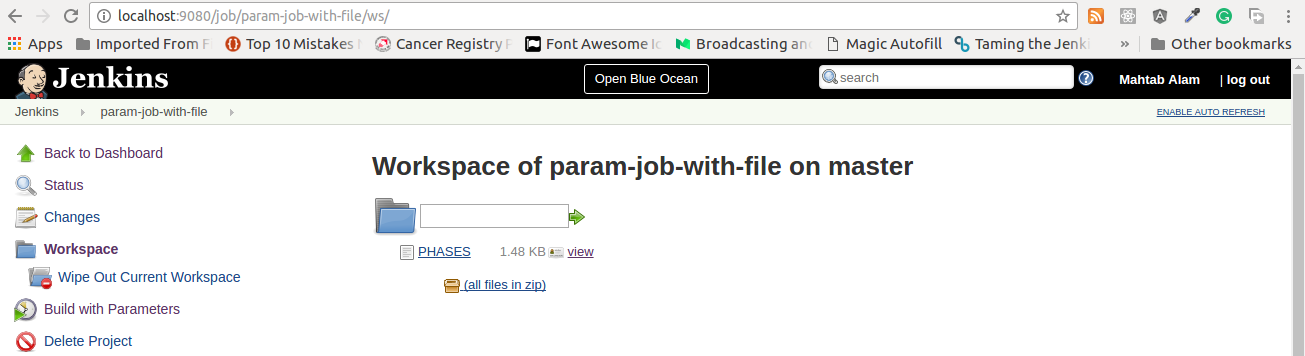 localhost:9080/job/param-job-with-file/ws/
Apps Imported From F Top 10 Mistakes Cancer Registry P Font Awesome Ic Broadcasting an Magic Autofill Taming the Jenki » Other bookmarks
Jenkins Open Blue Ocean search ? Mahtab Alam | log out
Jenkins param-job-with-file ENABLE AUTO REFRESH
Back to Dashboard
Status
Changes
Workspace
Wipe Out Current Workspace
Build with Parameters
Delete Project
Workspace of param-job-with-file on master
PHASES 1.48 KB view
(all files in zip)